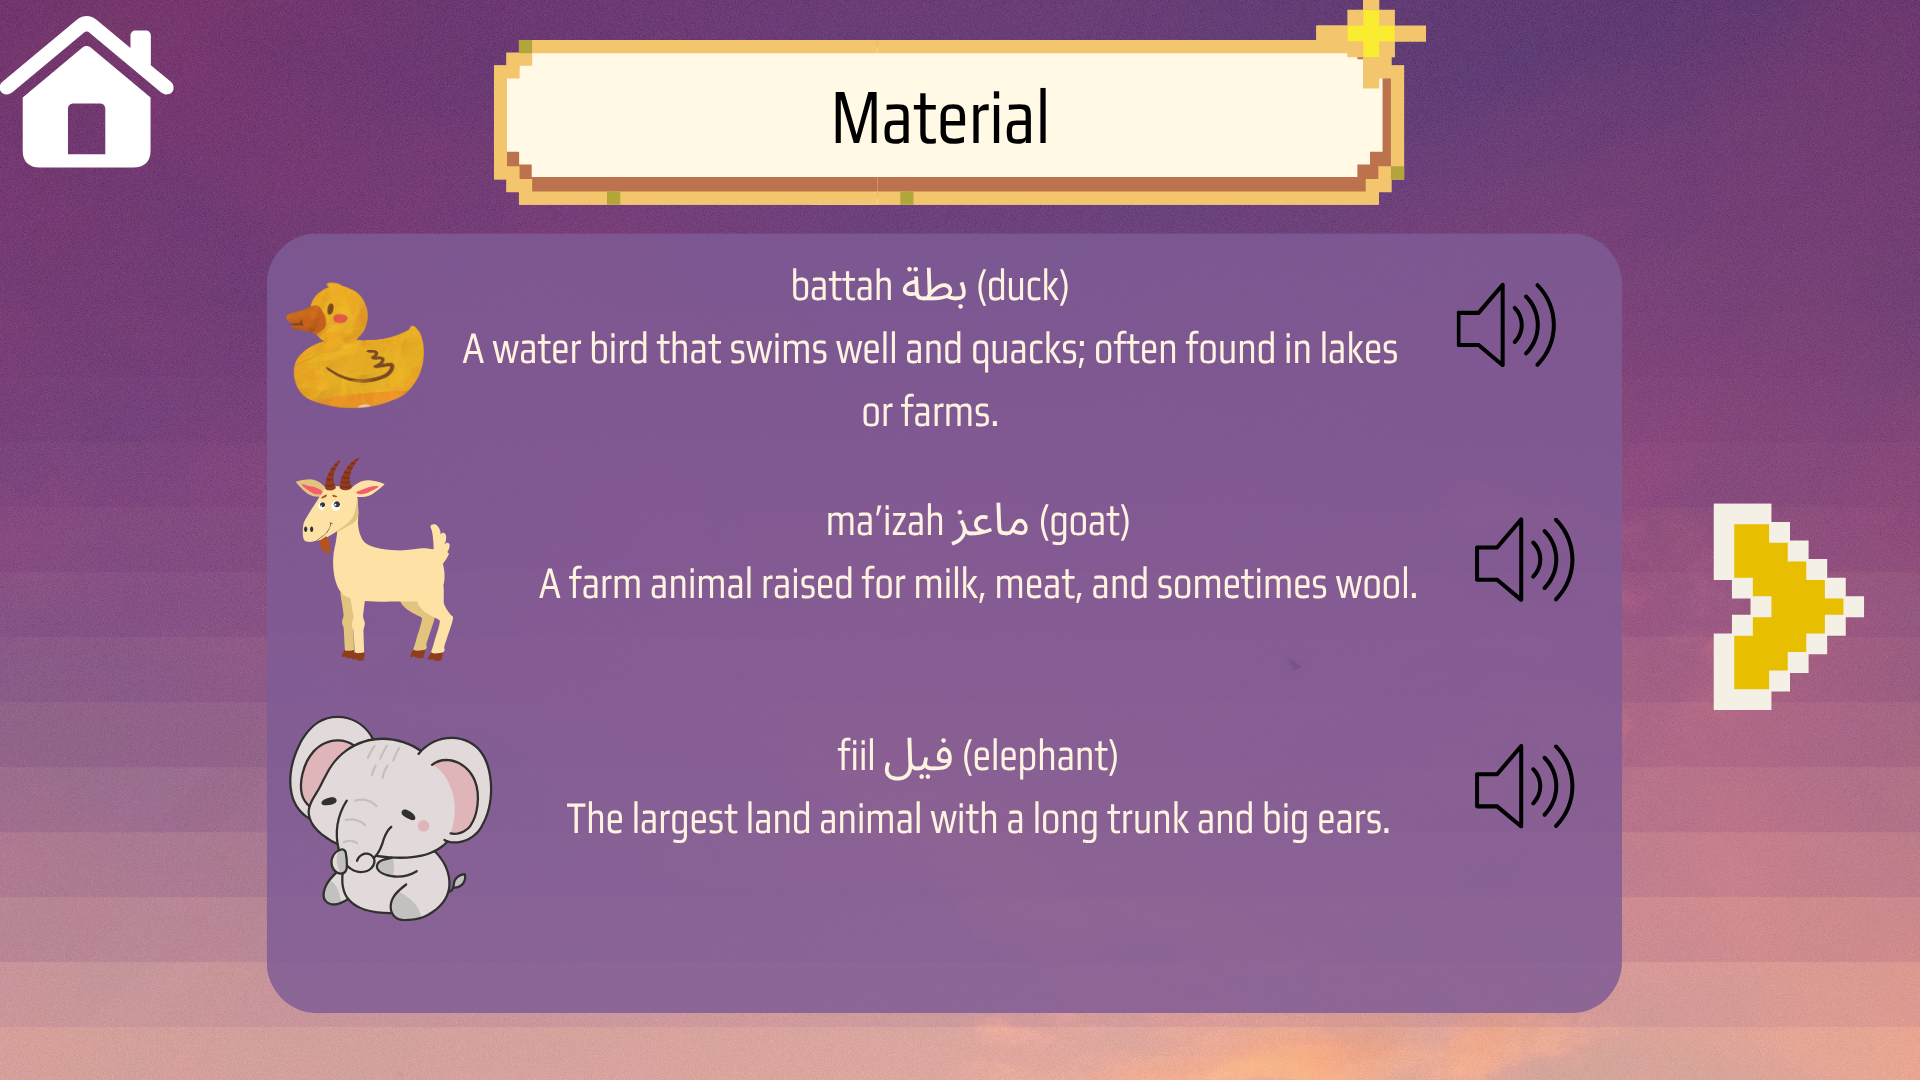 Material
battah بطة (duck)
A water bird that swims well and quacks; often found in lakes
or farms.
ma'izah ماعز (goat)
A farm animal raised for milk, meat, and sometimes wool.
fiil فيل (elephant)
The largest land animal with a long trunk and big ears.